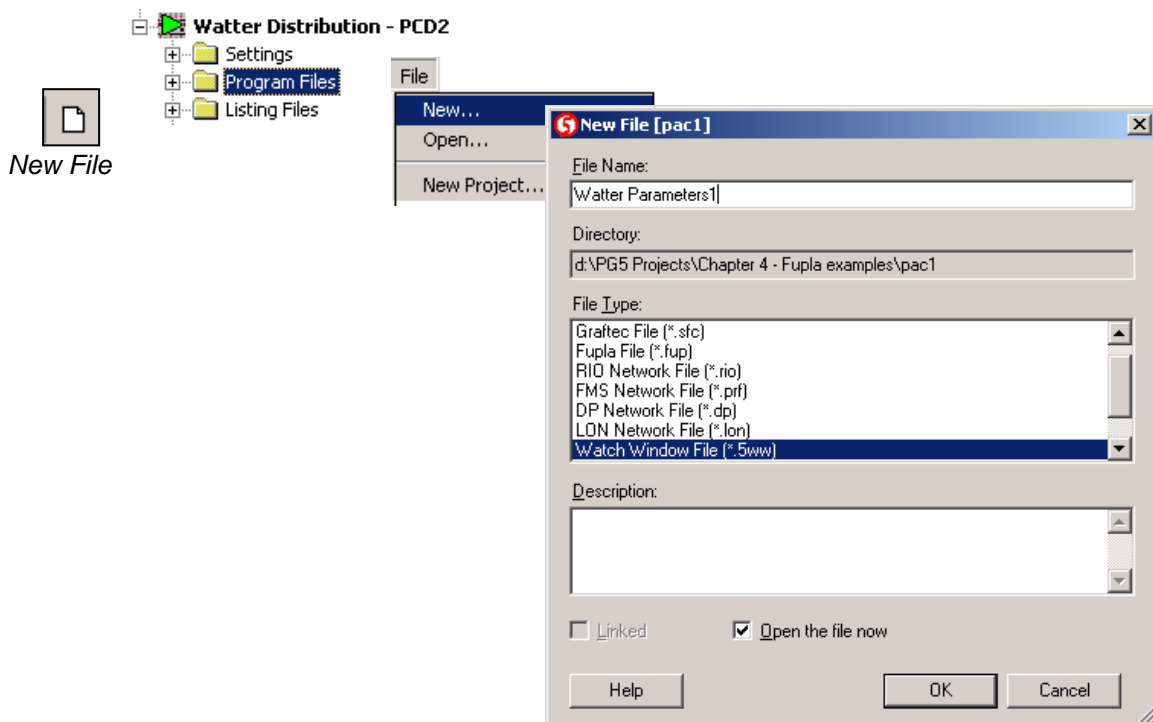 Watter Distribution - PCD2
Settings
Program Files
Listing Files
New File
File
New...
Open...
New Project...
New File [pac1]
File Name:
Watter Parameters1
Directory:
d:\PG5 Projects\Chapter 4 - Fupla examples\pac1
File Type:
Graftec File (*.sfc)
Fupla File (*.fup)
RIO Network File (*.rio)
FMS Network File (*.prf)
DP Network File (*.dp)
LON Network File (*.lon)
Watch Window File (*.5ww)
Description:
Linked
Open the file now
Help
OK
Cancel